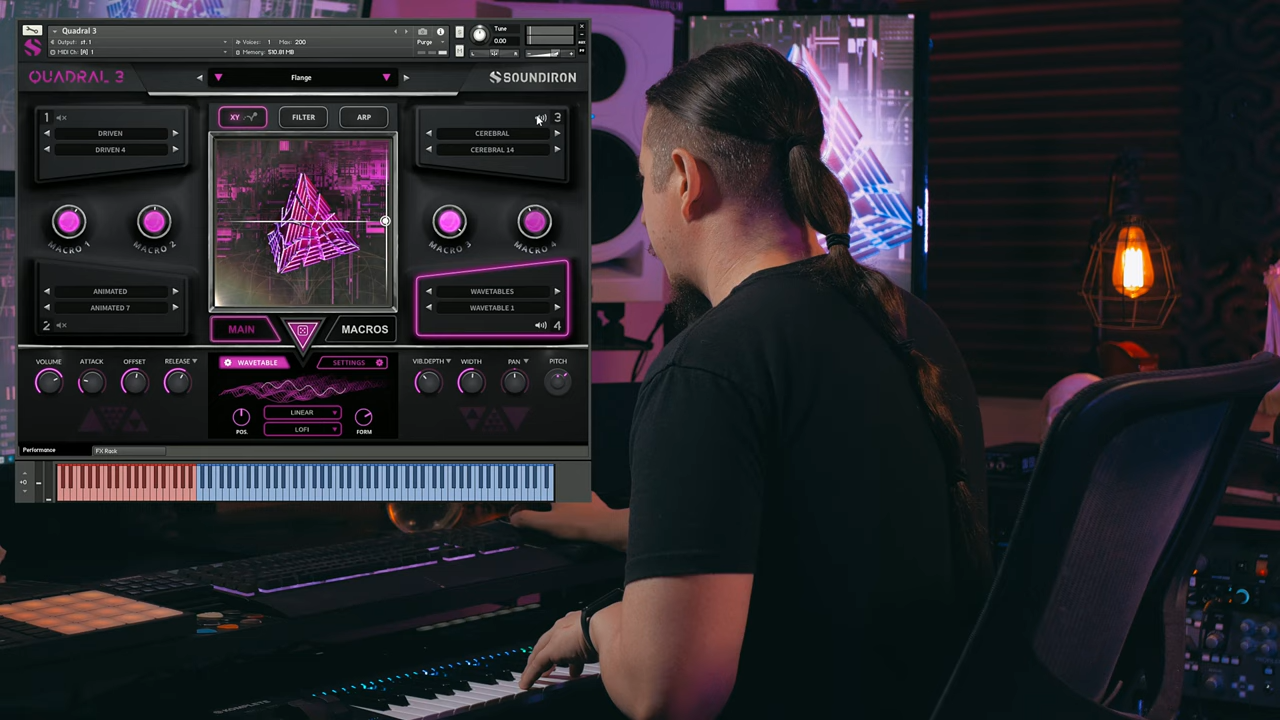 Quadral 3
Output: st. 1
Voices: 1 Max: 200
Purge
MIDI Ch: [A] 1
Memory: 510.81 MB
S
M
Tune
0.00
QUADRAL 3
Flange
SOUNDIRON
1
DRIVEN
DRIVEN 4
XY
FILTER
ARP
3
CEREBRAL
CEREBRAL 14
MACRO 1
MACRO 2
MACRO 3
MACRO 4
ANIMATED
ANIMATED 7
2
WAVETABLES
WAVETABLE 1
4
MAIN
MACROS
VOLUME
ATTACK
OFFSET
RELEASE
WAVETABLE
SETTINGS
VIB.DEPTH
WIDTH
PAN
PITCH
LINEAR
LOFI
POS.
FORM
Performance
FX Rack
+0
acer
KOMPLETE